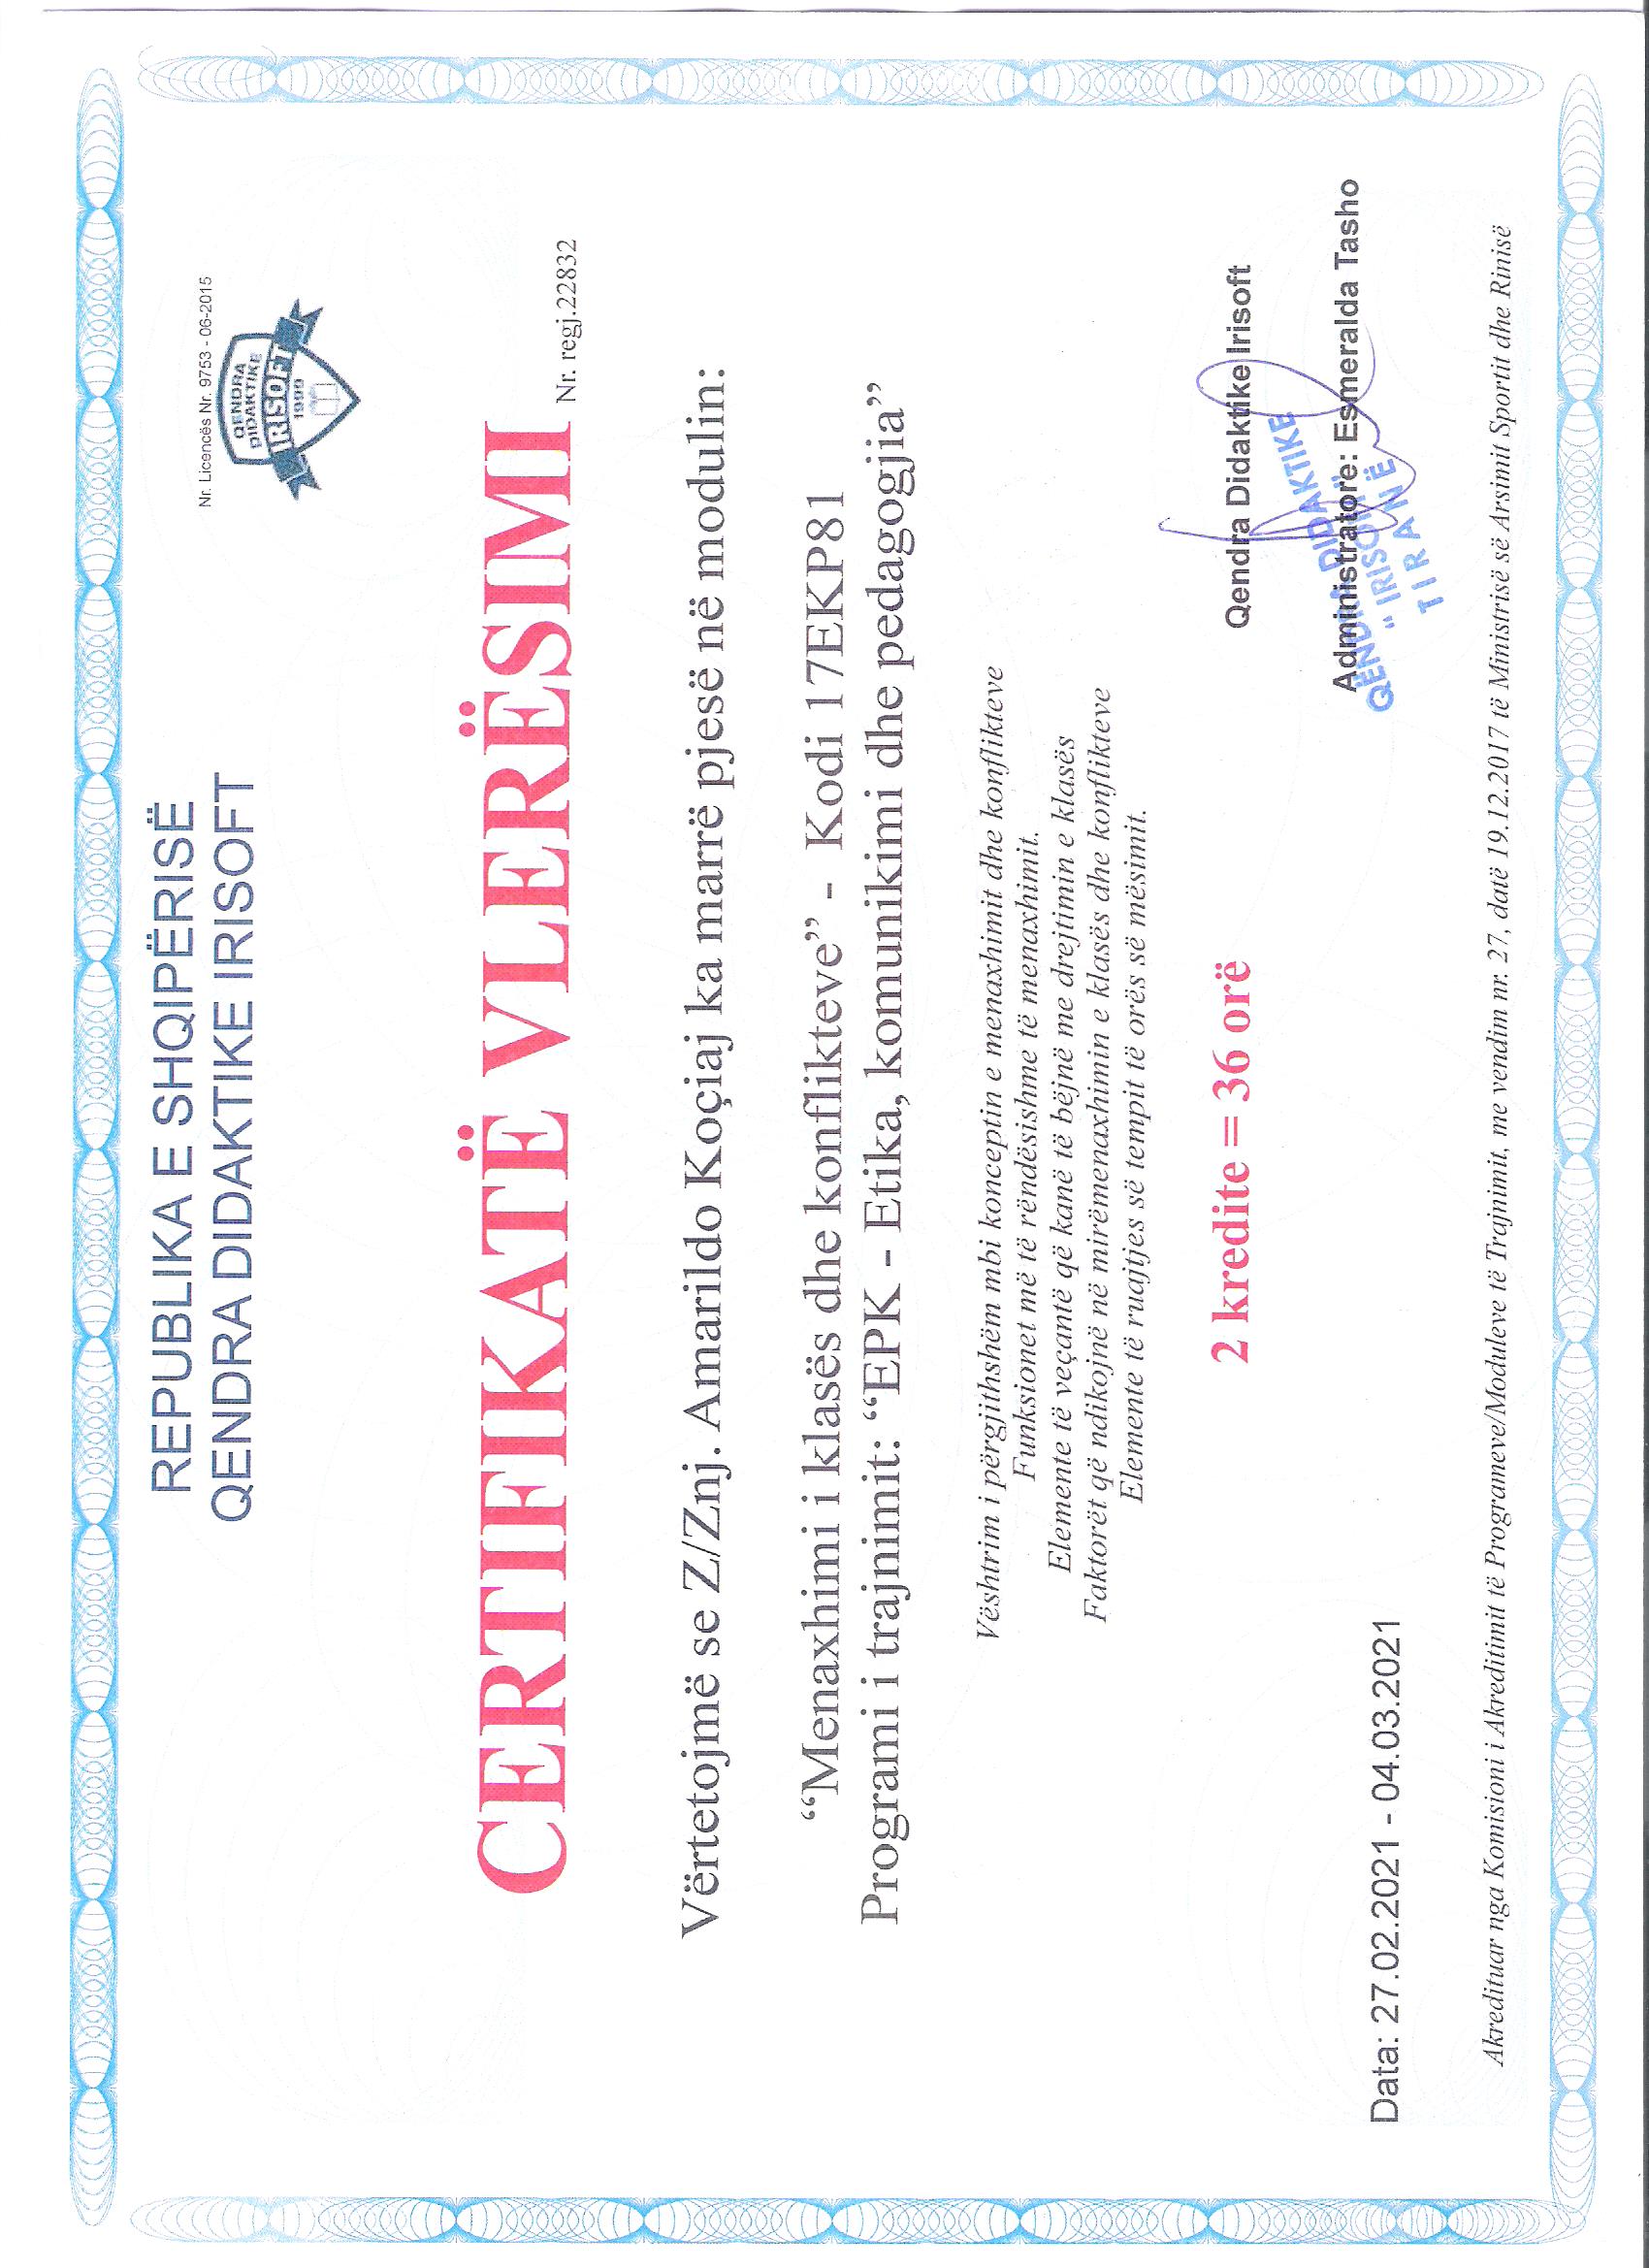 REPUBLIKA E SHQIPËRISË
QENDRA DIDAKTIKE IRISOFT
Nr. Licencës Nr. 9753 - 06-2015
QENDRA
DIDAKTIKE
IRISOFT
1990
CERTIFIKATË VLERËSIMI
Nr. regj.22832
Vërtetojmë se Z/Znj. Amarildo Koçiaj ka marrë pjesë në modulin:
“Menaxhimi i klasës dhe konflikteve” - Kodi 17EKP81
Programi i trajnimit: “EPK - Etika, komunikimi dhe pedagogjia”
Vështrim i përgjithshëm mbi konceptin e menaxhimit dhe konflikteve
Funksionet më të rëndësishme të menaxhimit.
Elemente të veçantë që kanë të bëjnë me drejtimin e klasës
Faktorët që ndikojnë në mirëmenaxhimin e klasës dhe konflikteve
Elemente të ruajtjes së tempit të orës së mësimit.
2 kredite = 36 orë
Qendra Didaktike Irisoft
Administratore: Esmeralda Tasho
QËNDRA DIDAKTIKE
“ IRISOFT ”
TIRANË
Data: 27.02.2021 - 04.03.2021
Akredituar nga Komisioni i Akreditimit të Programeve/Moduleve të Trajnimit, me vendim nr. 27, datë 19.12.2017 të Ministrisë së Arsimit Sportit dhe Rinisë